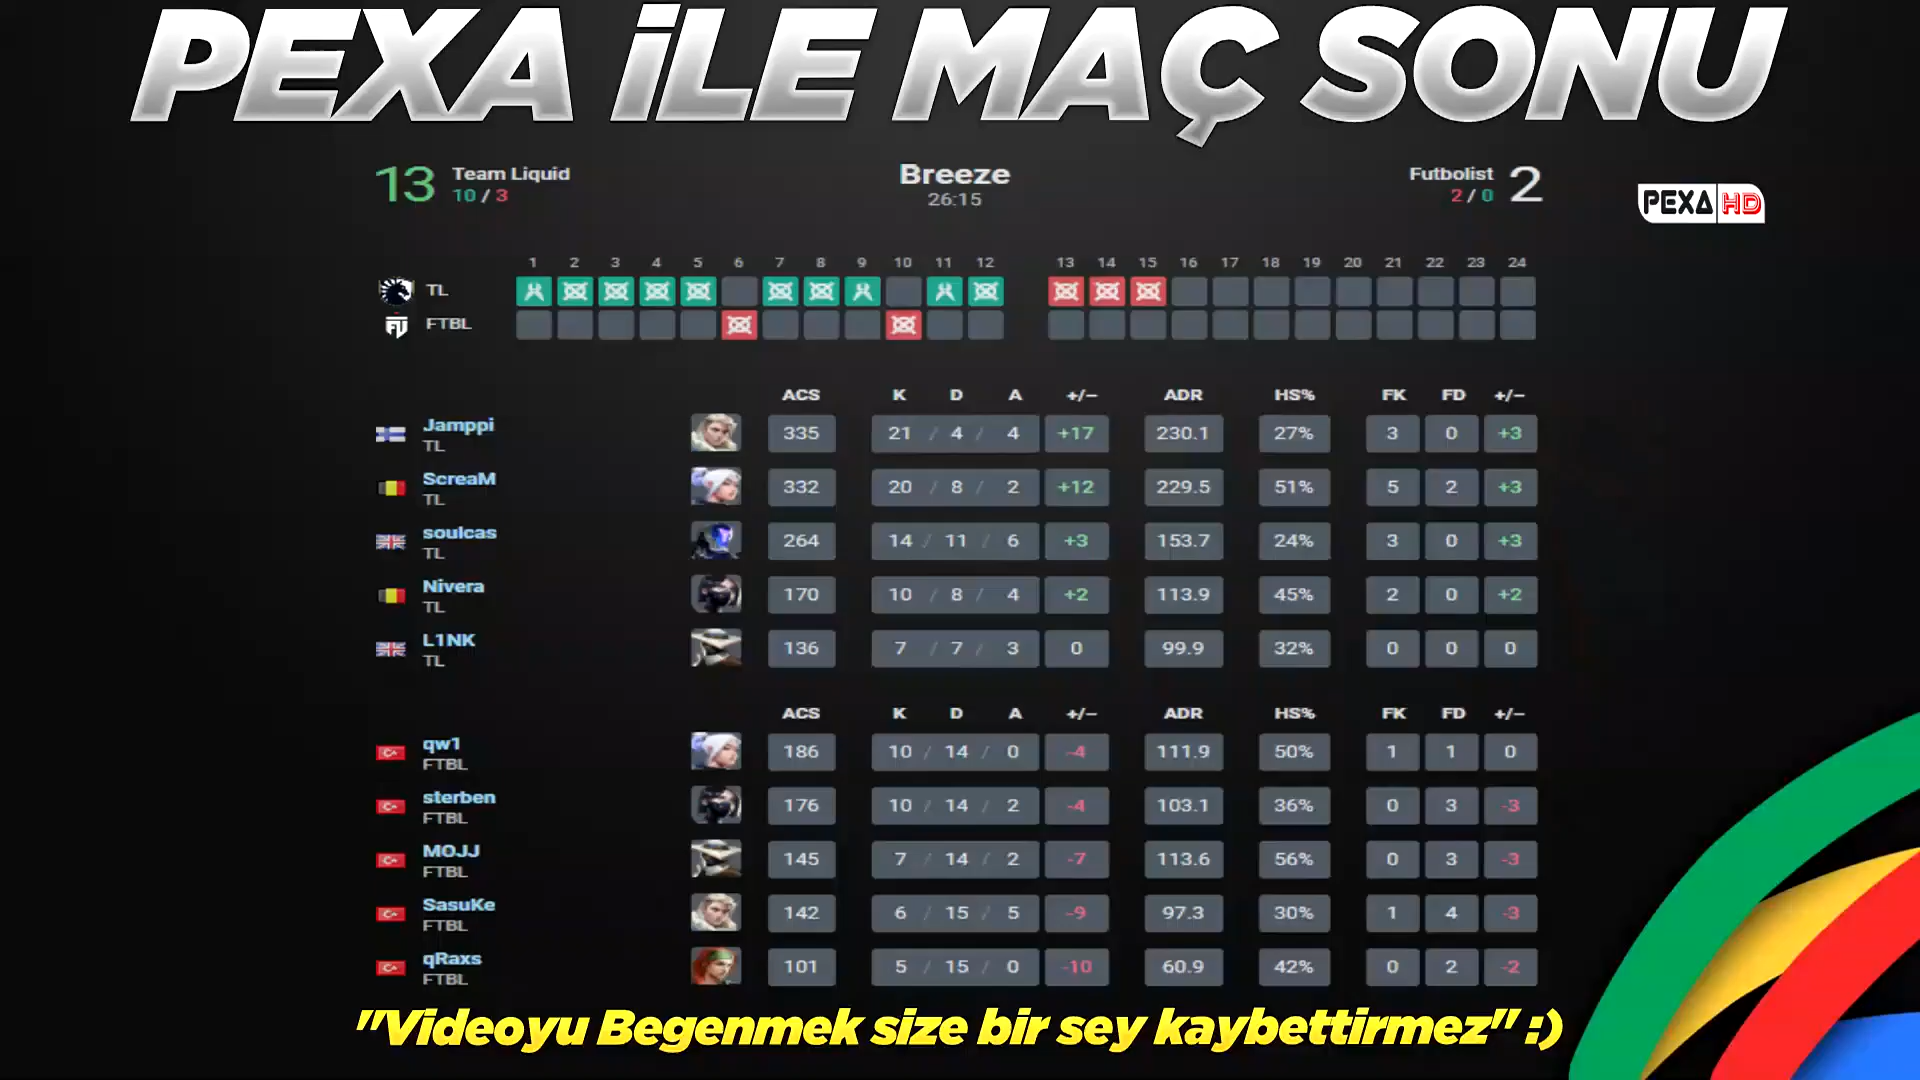 PEXA iLE MAÇ SONU
13 Team Liquid Breeze Futbolist 2
10 / 3 26:15 2 / 0
PEXA HD
1 2 3 4 5 6 7 8 9 10 11 12 13 14 15 16 17 18 19 20 21 22 23 24
TL
FU FTBL
ACS K D A +/- ADR HS% FK FD +/-
Jamppi TL 335 21 / 4 / 4 +17 230.1 27% 3 0 +3
ScreaM TL 332 20 / 8 / 2 +12 229.5 51% 5 2 +3
soulcas TL 264 14 / 11 / 6 +3 153.7 24% 3 0 +3
Nivera TL 170 10 / 8 / 4 +2 113.9 45% 2 0 +2
L1NK TL 136 7 / 7 / 3 0 99.9 32% 0 0 0
ACS K D A +/- ADR HS% FK FD +/-
qw1 FTBL 186 10 / 14 / 0 -4 111.9 50% 1 1 0
sterben FTBL 176 10 / 14 / 2 -4 103.1 36% 0 3 -3
MOJJ FTBL 145 7 / 14 / 2 -7 113.6 56% 0 3 -3
SasuKe FTBL 142 6 / 15 / 5 -9 97.3 30% 1 4 -3
qRaxs FTBL 101 5 / 15 / 0 -10 60.9 42% 0 2 -2
"Videoyu Begenmek size bir sey kaybettirmez" :)